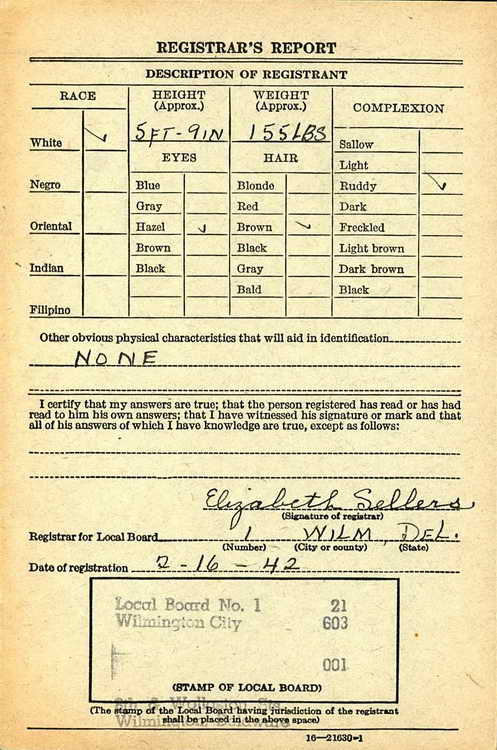 REGISTRAR'S REPORT
DESCRIPTION OF REGISTRANT
RACE
HEIGHT (Approx.)
WEIGHT (Approx.)
COMPLEXION
White ✓
5FT-9IN
155LBS
Sallow
EYES
HAIR
Light
Negro
Blue
Blonde
Ruddy ✓
Gray
Red
Dark
Oriental
Hazel ✓
Brown ✓
Freckled
Brown
Black
Light brown
Indian
Black
Gray
Dark brown
Bald
Black
Filipino
Other obvious physical characteristics that will aid in identification
NONE
I certify that my answers are true; that the person registered has read or has had
read to him his own answers; that I have witnessed his signature or mark and that
all of his answers of which I have knowledge are true, except as follows:
Elizabeth Sellers
(Signature of registrar)
Registrar for Local Board 1 WILM, DEL.
(Number) (City or county) (State)
Date of registration 2-16-42
Local Board No. 1 21
Wilmington City 603
001
(STAMP OF LOCAL BOARD)
(The stamp of the Local Board having jurisdiction of the registrant
shall be placed in the above space)
Wilmington, Delaware
16—21630-1